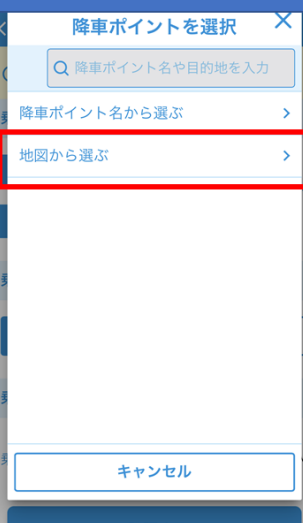 降車ポイントを選択
降車ポイント名や目的地を入力
降車ポイント名から選ぶ
地図から選ぶ
キャンセル